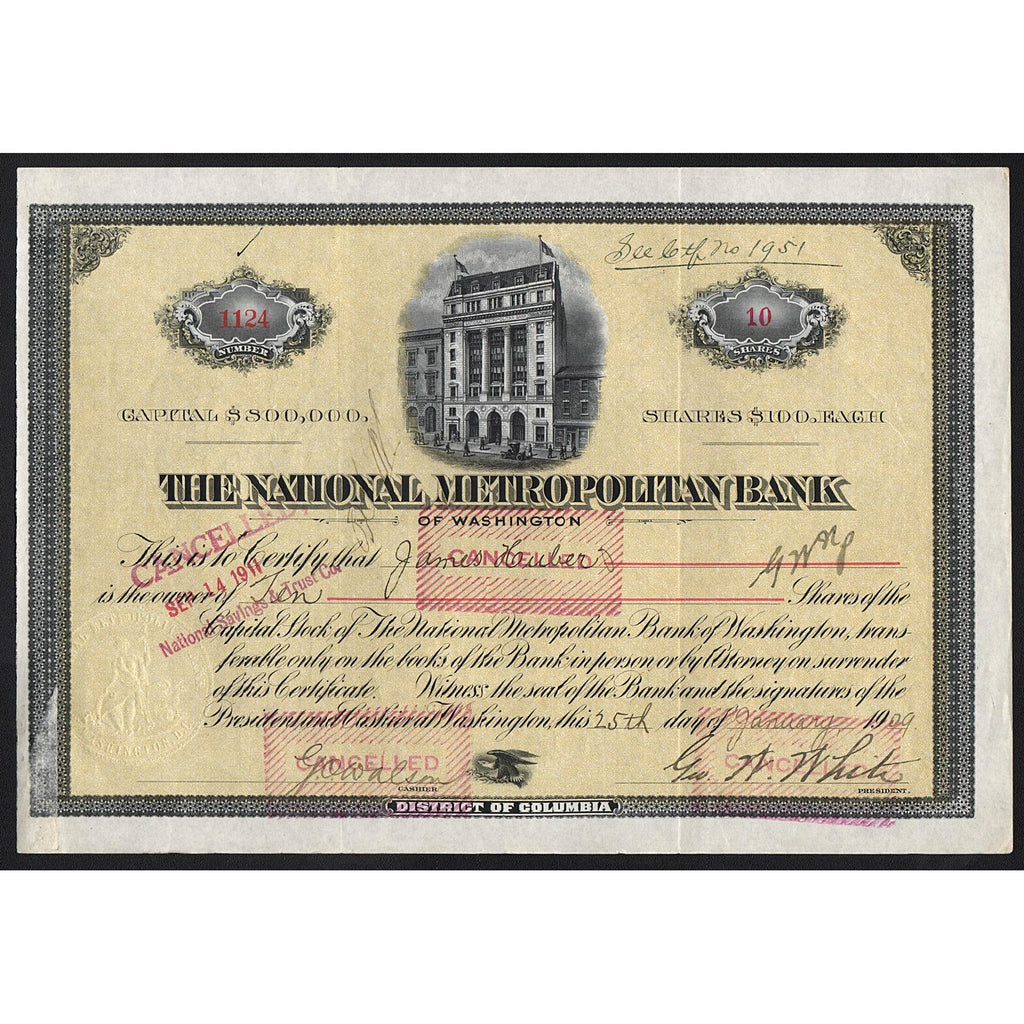 See Ctf No 1951
1124
NUMBER
10
SHARES
CAPITAL $800,000.
SHARES $100. EACH
THE NATIONAL METROPOLITAN BANK
OF WASHINGTON
CANCELLED
SEP 14 1911
National Savings & Trust Co.
This is to Certify that James Hubers
CANCELLED
is the owner of Ten Shares of the
Capital Stock of The National Metropolitan Bank of Washington, trans-
ferable only on the books of the Bank in person or by Attorney on surrender
of this Certificate. Witness the seal of the Bank and the signatures of the
President and Cashier at Washington, this 25th day of January, 1909
CANCELLED
CANCELLED
Geo. W. White
CASHIER
PRESIDENT.
DISTRICT OF COLUMBIA